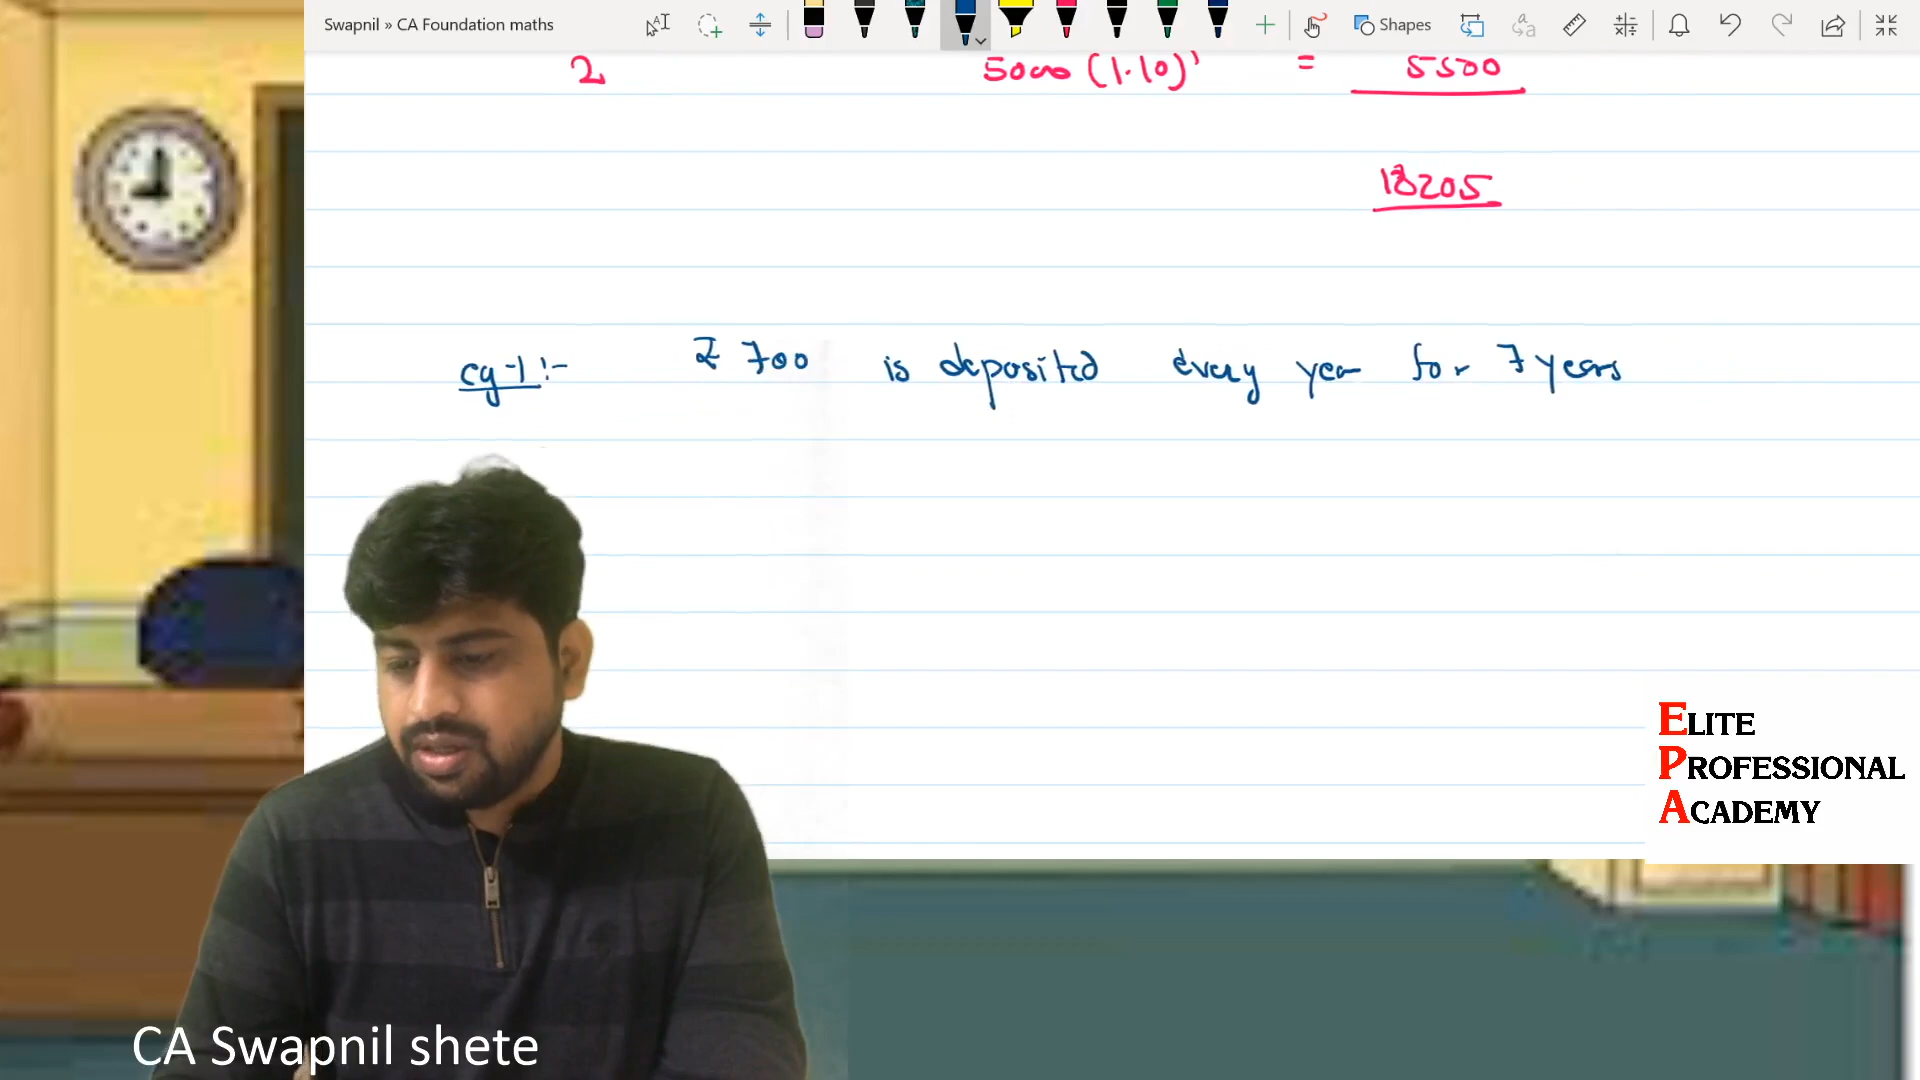 Swapnil » CA Foundation maths
Shapes
2 5000 (1.10)¹ = 5500
18205
eg-1:- ₹ 700 is deposited every year for 7 years
ELITE
PROFESSIONAL
ACADEMY
CA Swapnil shete